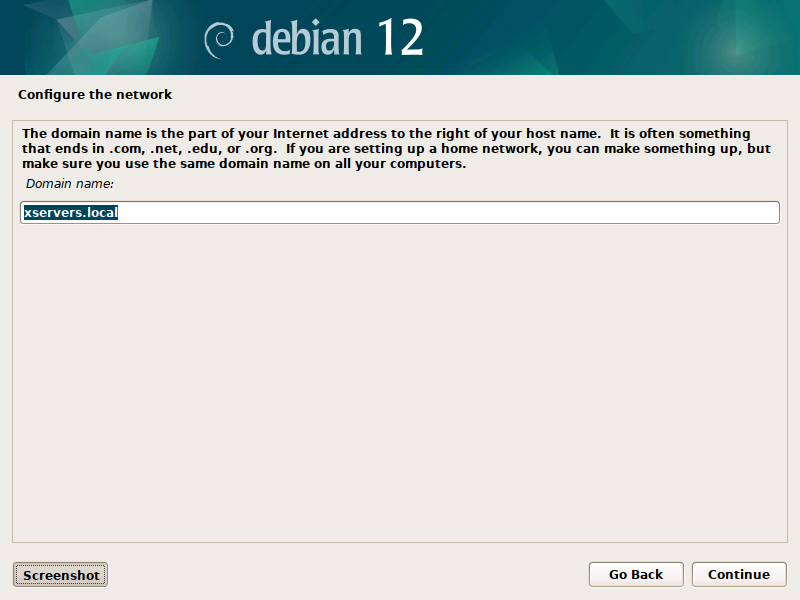 debian 12
Configure the network
The domain name is the part of your Internet address to the right of your host name.  It is often something
that ends in .com, .net, .edu, or .org.  If you are setting up a home network, you can make something up, but
make sure you use the same domain name on all your computers.
Domain name:
xservers.local
Screenshot
Go Back
Continue